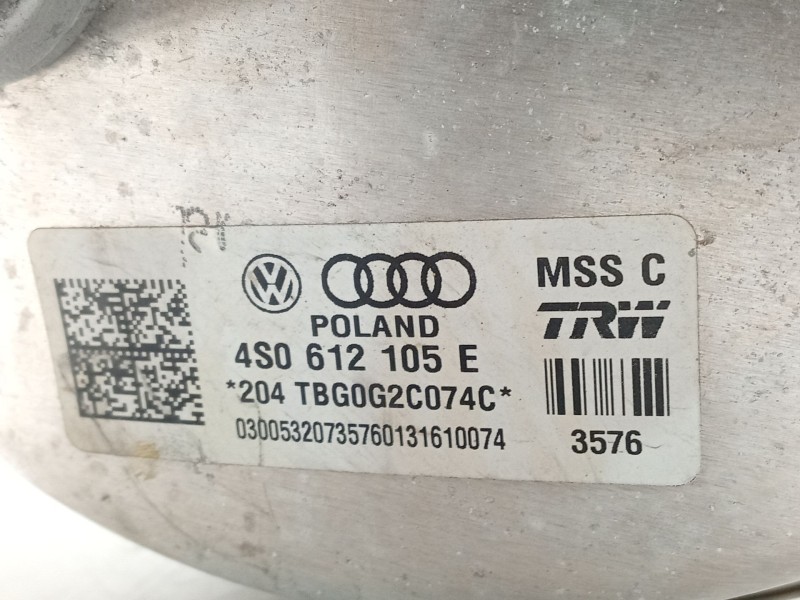 MSS C
TRW
POLAND
4S0 612 105 E
*204 TBG0G2C074C*
03005320735760131610074
3576